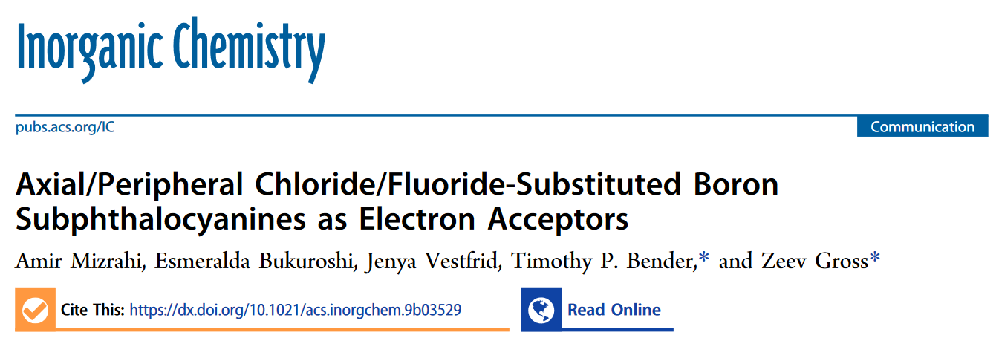 Inorganic Chemistry
pubs.acs.org/IC
Communication
Axial/Peripheral Chloride/Fluoride-Substituted Boron
Subphthalocyanines as Electron Acceptors
Amir Mizrahi, Esmeralda Bukuroshi, Jenya Vestfrid, Timothy P. Bender,* and Zeev Gross*
Cite This: https://dx.doi.org/10.1021/acs.inorgchem.9b03529
Read Online